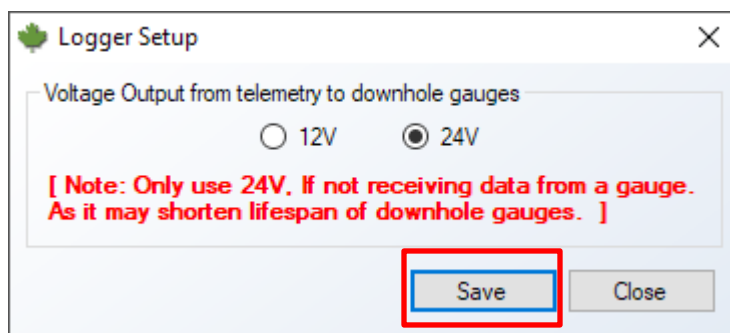 Logger Setup
Voltage Output from telemetry to downhole gauges
12V 24V
[ Note: Only use 24V, If not receiving data from a gauge.
As it may shorten lifespan of downhole gauges. ]
Save Close